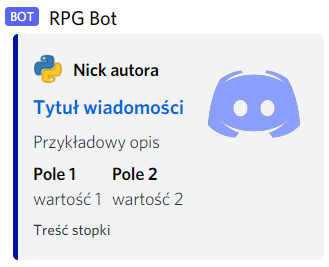 BOT RPG Bot
Nick autora
Tytuł wiadomości
Przykładowy opis
Pole 1 Pole 2
wartość 1 wartość 2
Treść stopki